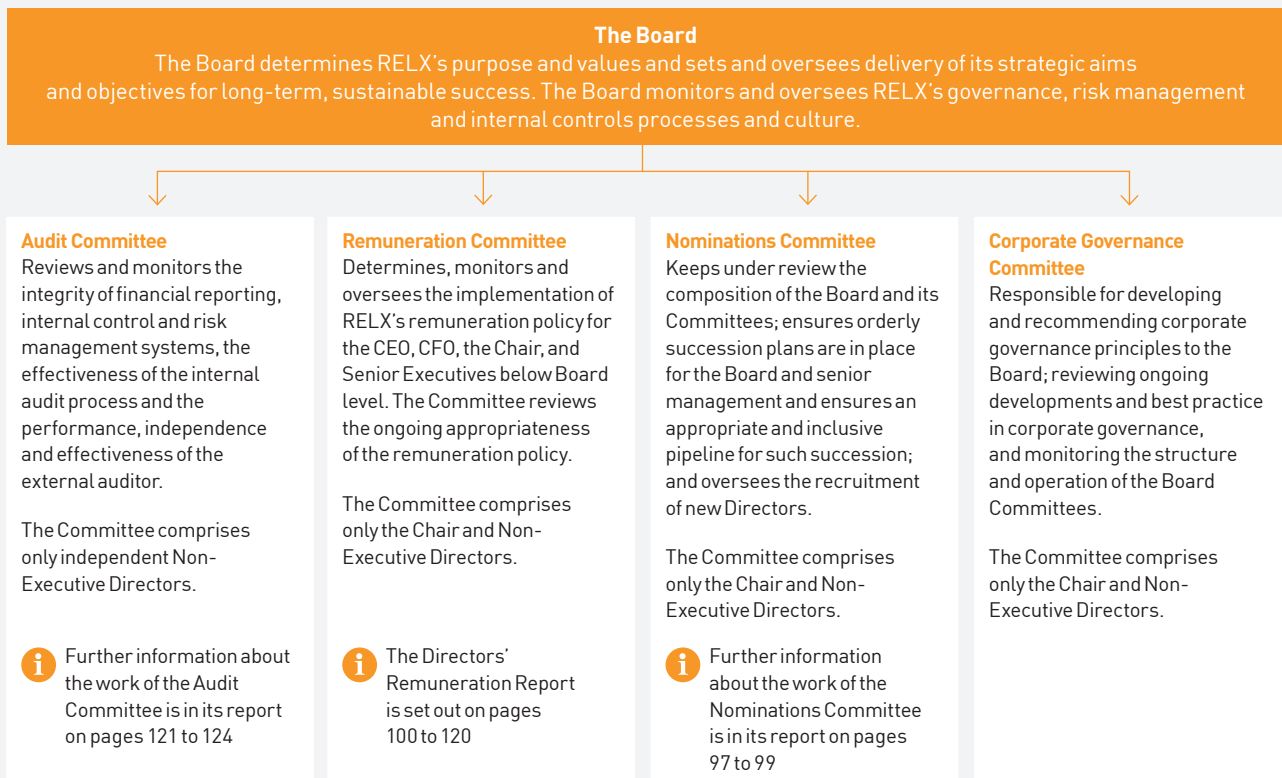 The Board
The Board determines RELX's purpose and values and sets and oversees delivery of its strategic aims
and objectives for long-term, sustainable success. The Board monitors and oversees RELX's governance, risk management
and internal controls processes and culture.
Audit Committee
Reviews and monitors the
integrity of financial reporting,
internal control and risk
management systems, the
effectiveness of the internal
audit process and the
performance, independence
and effectiveness of the
external auditor.
The Committee comprises
only independent Non-
Executive Directors.
i
Further information about
the work of the Audit
Committee is in its report
on pages 121 to 124
Remuneration Committee
Determines, monitors and
oversees the implementation of
RELX's remuneration policy for
the CEO, CFO, the Chair, and
Senior Executives below Board
level. The Committee reviews
the ongoing appropriateness
of the remuneration policy.
The Committee comprises
only the Chair and Non-
Executive Directors.
i
The Directors'
Remuneration Report
is set out on pages
100 to 120
Nominations Committee
Keeps under review the
composition of the Board and its
Committees; ensures orderly
succession plans are in place
for the Board and senior
management and ensures an
appropriate and inclusive
pipeline for such succession;
and oversees the recruitment
of new Directors.
The Committee comprises
only the Chair and Non-
Executive Directors.
i
Further information
about the work of the
Nominations Committee
is in its report on pages
97 to 99
Corporate Governance
Committee
Responsible for developing
and recommending corporate
governance principles to the
Board; reviewing ongoing
developments and best practice
in corporate governance,
and monitoring the structure
and operation of the Board
Committees.
The Committee comprises
only the Chair and Non-
Executive Directors.